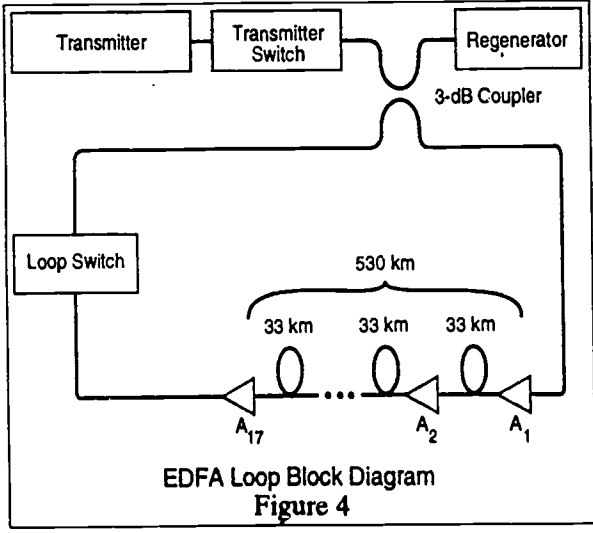 Transmitter
Transmitter
Switch
Regenerator
3-dB Coupler
Loop Switch
530 km
33 km
33 km
33 km
A17
A2
A1
EDFA Loop Block Diagram
Figure 4